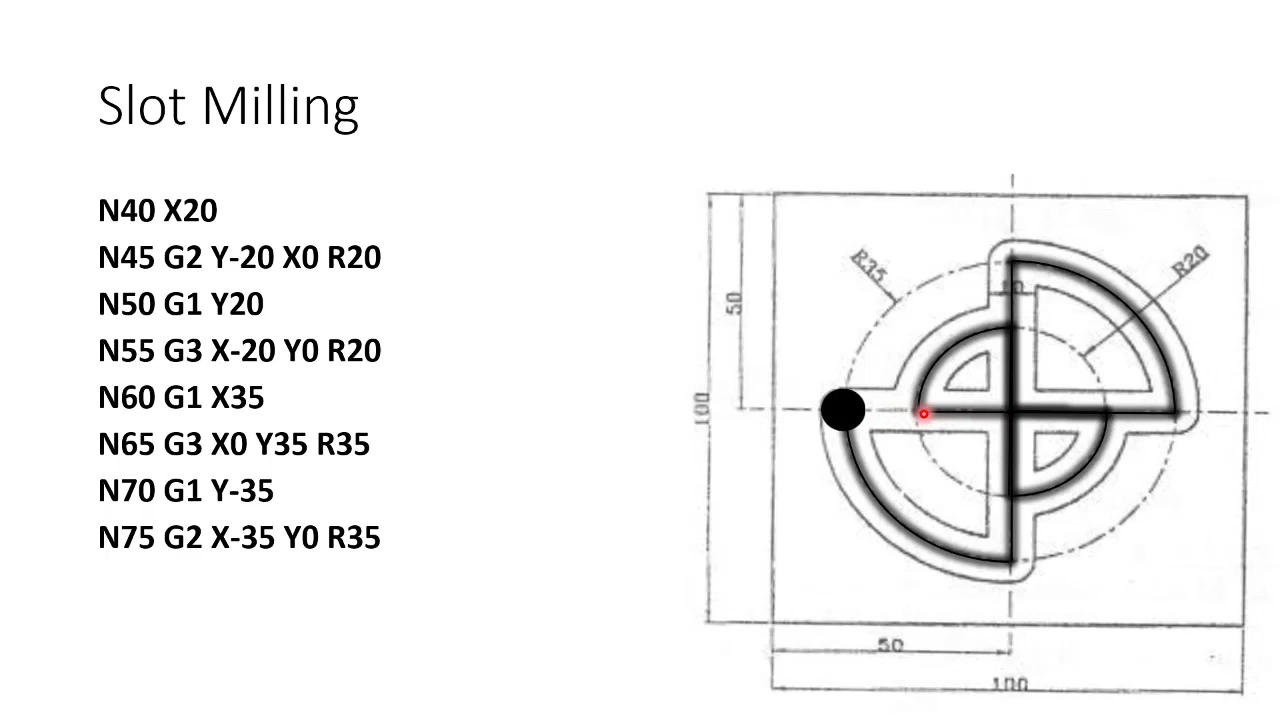 Slot Milling
N40 X20
N45 G2 Y-20 X0 R20
N50 G1 Y20
N55 G3 X-20 Y0 R20
N60 G1 X35
N65 G3 X0 Y35 R35
N70 G1 Y-35
N75 G2 X-35 Y0 R35
R35
R20
50
10
100
50
100